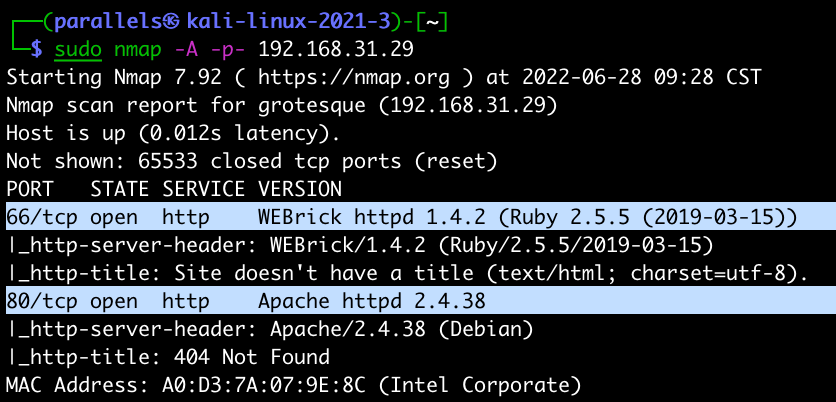 (parallels㉿kali-linux-2021-3)-[~]
$ sudo nmap -A -p- 192.168.31.29
Starting Nmap 7.92 ( https://nmap.org ) at 2022-06-28 09:28 CST
Nmap scan report for grotesque (192.168.31.29)
Host is up (0.012s latency).
Not shown: 65533 closed tcp ports (reset)
PORT   STATE SERVICE VERSION
66/tcp open  http    WEBrick httpd 1.4.2 (Ruby 2.5.5 (2019-03-15))
|_http-server-header: WEBrick/1.4.2 (Ruby/2.5.5/2019-03-15)
|_http-title: Site doesn't have a title (text/html; charset=utf-8).
80/tcp open  http    Apache httpd 2.4.38
|_http-server-header: Apache/2.4.38 (Debian)
|_http-title: 404 Not Found
MAC Address: A0:D3:7A:07:9E:8C (Intel Corporate)